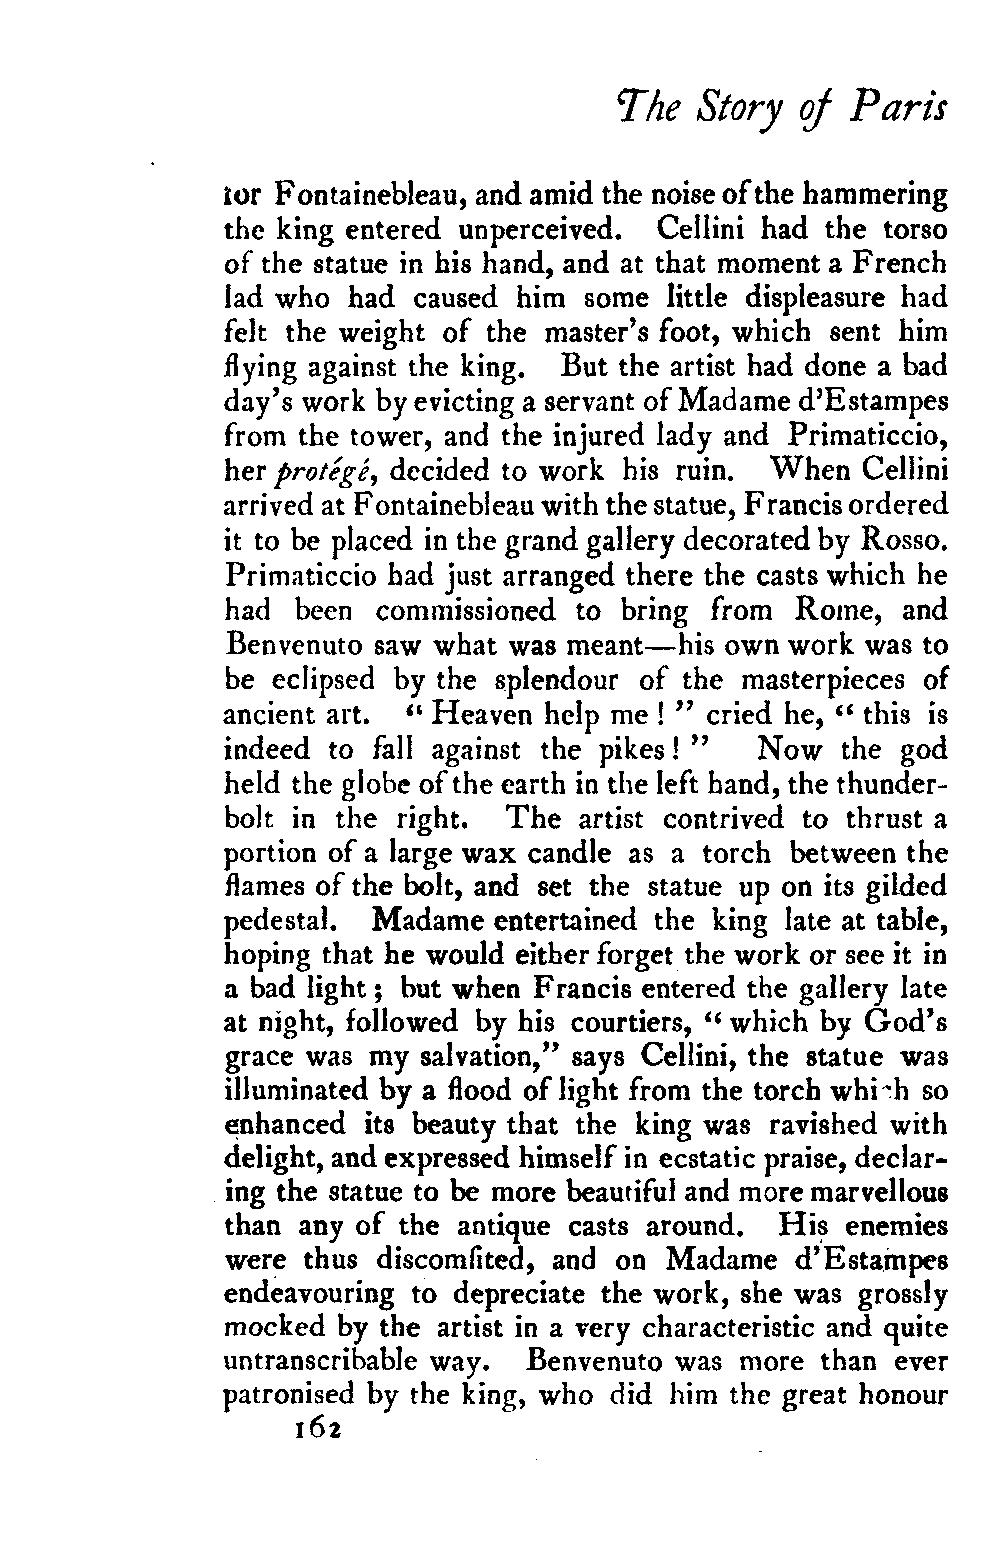 The Story of Paris
for Fontainebleau, and amid the noise of the hammering
the king entered unperceived. Cellini had the torso
of the statue in his hand, and at that moment a French
lad who had caused him some little displeasure had
felt the weight of the master's foot, which sent him
flying against the king. But the artist had done a bad
day's work by evicting a servant of Madame d'Estampes
from the tower, and the injured lady and Primaticcio,
her protégé, decided to work his ruin. When Cellini
arrived at Fontainebleau with the statue, Francis ordered
it to be placed in the grand gallery decorated by Rosso.
Primaticcio had just arranged there the casts which he
had been commissioned to bring from Rome, and
Benvenuto saw what was meant—his own work was to
be eclipsed by the splendour of the masterpieces of
ancient art. "Heaven help me!" cried he, "this is
indeed to fall against the pikes!" Now the god
held the globe of the earth in the left hand, the thunder-
bolt in the right. The artist contrived to thrust a
portion of a large wax candle as a torch between the
flames of the bolt, and set the statue up on its gilded
pedestal. Madame entertained the king late at table,
hoping that he would either forget the work or see it in
a bad light; but when Francis entered the gallery late
at night, followed by his courtiers, "which by God's
grace was my salvation," says Cellini, the statue was
illuminated by a flood of light from the torch which so
enhanced its beauty that the king was ravished with
delight, and expressed himself in ecstatic praise, declar-
ing the statue to be more beautiful and more marvellous
than any of the antique casts around. His enemies
were thus discomfited, and on Madame d'Estampes
endeavouring to depreciate the work, she was grossly
mocked by the artist in a very characteristic and quite
untranscribable way. Benvenuto was more than ever
patronised by the king, who did him the great honour
162